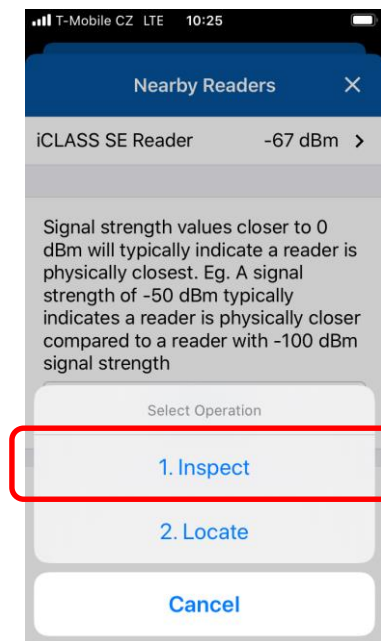 T-Mobile CZ LTE 10:25
Nearby Readers ×
iCLASS SE Reader -67 dBm >
Signal strength values closer to 0
dBm will typically indicate a reader is
physically closest. Eg. A signal
strength of -50 dBm typically
indicates a reader is physically closer
compared to a reader with -100 dBm
signal strength
Select Operation
1. Inspect
2. Locate
Cancel